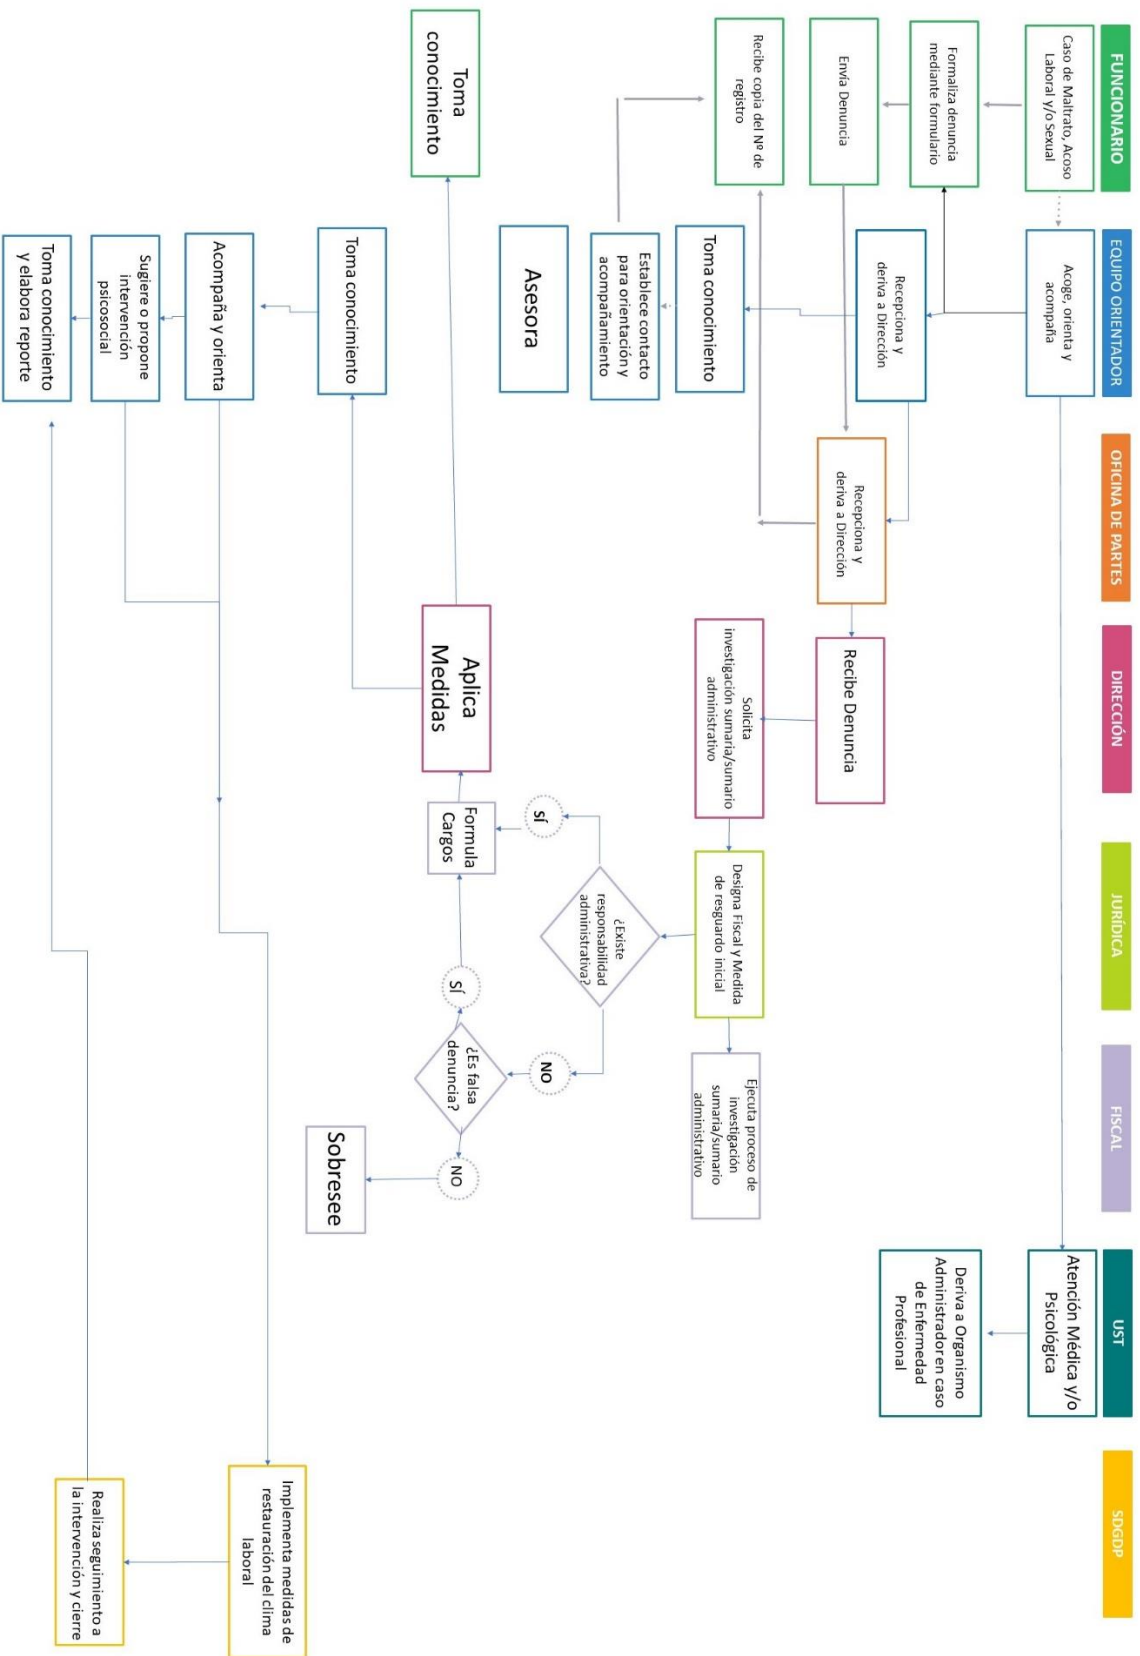 FUNCIONARIO
EQUIPO ORIENTADOR
OFICINA DE PARTES
DIRECCIÓN
JURÍDICA
FISCAL
UST
SDGDP
Caso de Maltrato, Acoso
Laboral y/o Sexual
Acoge, orienta y
acompaña
Atención Médica y/o
Psicológica
Formaliza denuncia
mediante formulario
Recepciona y
deriva a Dirección
Deriva a Organismo
Administrador en caso
de Enfermedad
Profesional
Envía Denuncia
Recepciona y
deriva a Dirección
Recibe Denuncia
Recibe copia del Nº de
registro
Toma conocimiento
Solicita
investigación sumaria/sumario
administrativo
Designa Fiscal y Medida
de resguardo inicial
Ejecuta proceso de
investigación
sumaria/sumario
administrativo
Establece contacto
para orientación y
acompañamiento
¿Existe
responsabilidad
administrativa?
Asesora
SÍ
NO
Toma
conocimiento
Aplica
Medidas
Formula
Cargos
SÍ
¿Es falsa
denuncia?
NO
Toma conocimiento
Sobresee
Acompaña y orienta
Implementa medidas de
restauración del clima
laboral
Sugiere o propone
intervención
psicosocial
Toma conocimiento
y elabora reporte
Realiza seguimiento a
la intervención y cierre